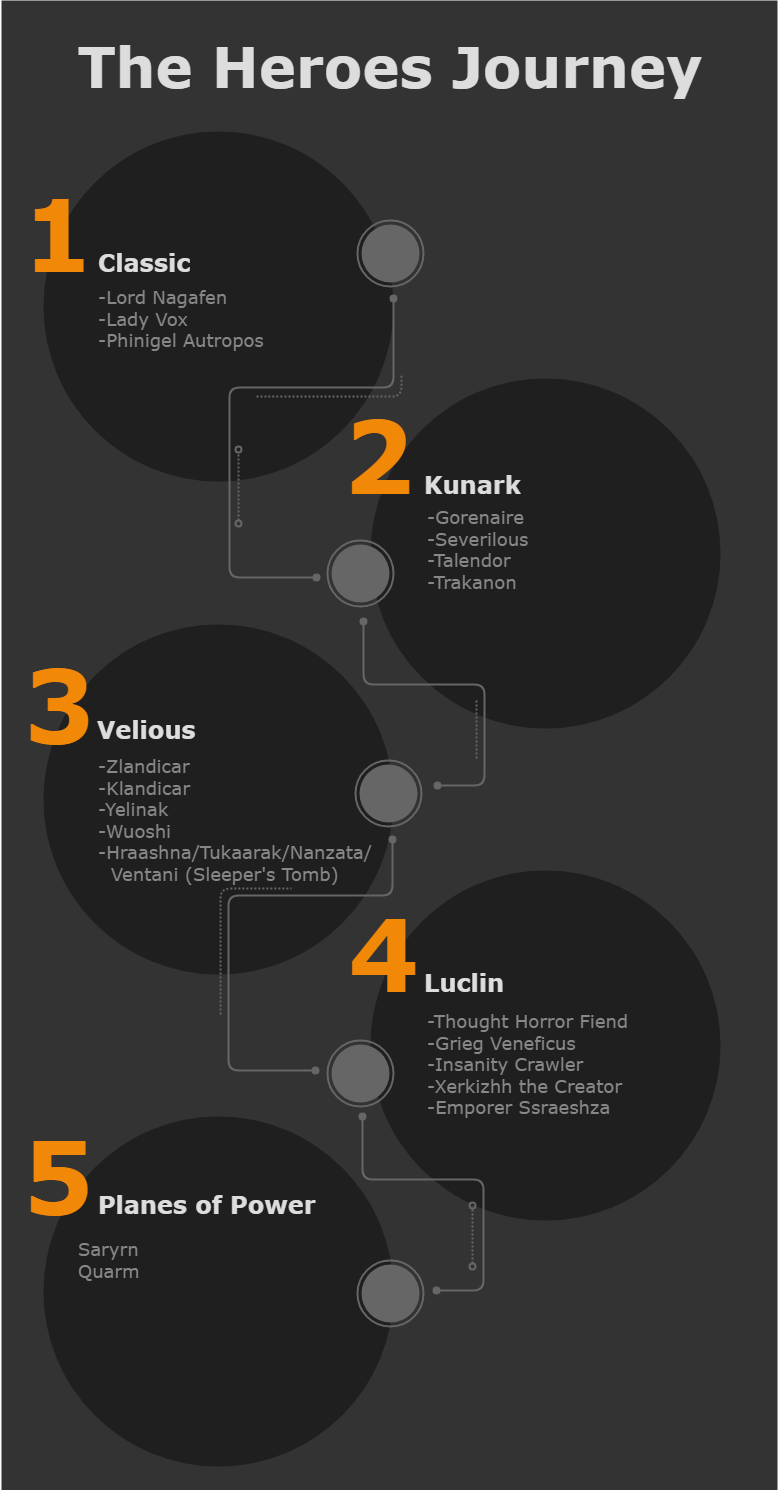 The Heroes Journey
1
Classic
-Lord Nagafen
-Lady Vox
-Phinigel Autropos
2
Kunark
-Gorenaire
-Severilous
-Talendor
-Trakanon
3
Velious
-Zlandicar
-Klandicar
-Yelinak
-Wuoshi
-Hraashna/Tukaarak/Nanzata/
Ventani (Sleeper's Tomb)
4
Luclin
-Thought Horror Fiend
-Grieg Veneficus
-Insanity Crawler
-Xerkizhh the Creator
-Emporer Ssraeshza
5
Planes of Power
Saryrn
Quarm